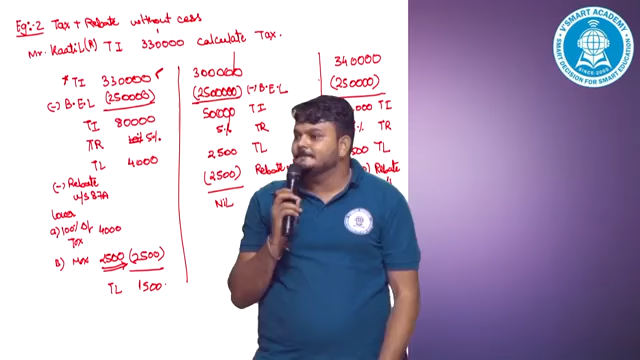 Eg:-2 Tax + Rebate without cess
Mr. Kaatil(R) TI 330000 calculate Tax.
* TI 330000
(-) B.E.L (250000)
TI 80000
TR 5%
TL 4000
(-) Rebate
u/s 87A
Lower
a) 100% of 4000
Tax
B) Max 2500 (2500)
TL 1500
300000
(250000) (-) B.E.L
50000 TI
5% TR
2500 TL
(2500) Rebate
NIL
340000
(250000)
TI
TR
TL
Rebate
V'SMART ACADEMY
SMART DECISION FOR SMART EDUCATION